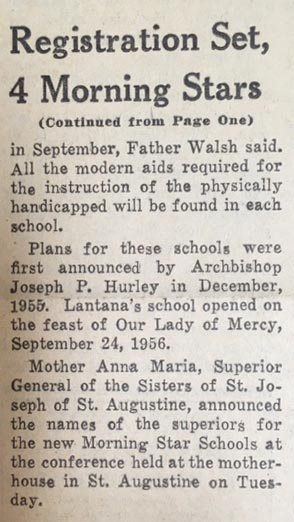 Registration Set,
4 Morning Stars
(Continued from Page One)
in September, Father Walsh said.
All the modern aids required for
the instruction of the physically
handicapped will be found in each
school.
Plans for these schools were
first announced by Archbishop
Joseph P. Hurley in December,
1955. Lantana's school opened on
the feast of Our Lady of Mercy,
September 24, 1956.
Mother Anna Maria, Superior
General of the Sisters of St. Jo-
seph of St. Augustine, announced
the names of the superiors for
the new Morning Star Schools at
the conference held at the mother-
house in St. Augustine on Tues-
day.